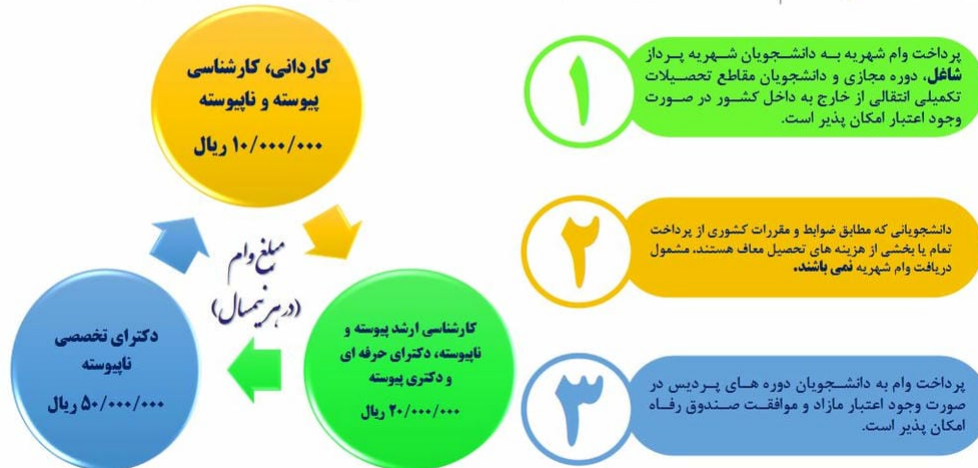 ۱
پرداخت وام شهریه به دانشجویان شهریه پرداز
شاغل، دوره مجازی و دانشجویان مقاطع تحصیلات
تکمیلی انتقالی از خارج به داخل کشور در صورت
وجود اعتبار امکان پذیر است.
۲
دانشجویانی که مطابق ضوابط و مقررات کشوری از پرداخت
تمام یا بخشی از هزینه های تحصیل معاف هستند، مشمول
دریافت وام شهریه نمی باشند.
۳
پرداخت وام به دانشجویان دوره های پردیس در
صورت وجود اعتبار مازاد و موافقت صندوق رفاه
امکان پذیر است.
مبلغ وام
(در هر نیمسال)
کاردانی، کارشناسی
پیوسته و ناپیوسته
۱۰/۰۰۰/۰۰۰ ریال
کارشناسی ارشد پیوسته و
ناپیوسته، دکترای حرفه ای
و دکتری پیوسته
۲۰/۰۰۰/۰۰۰ ریال
دکترای تخصصی
ناپیوسته
۵۰/۰۰۰/۰۰۰ ریال